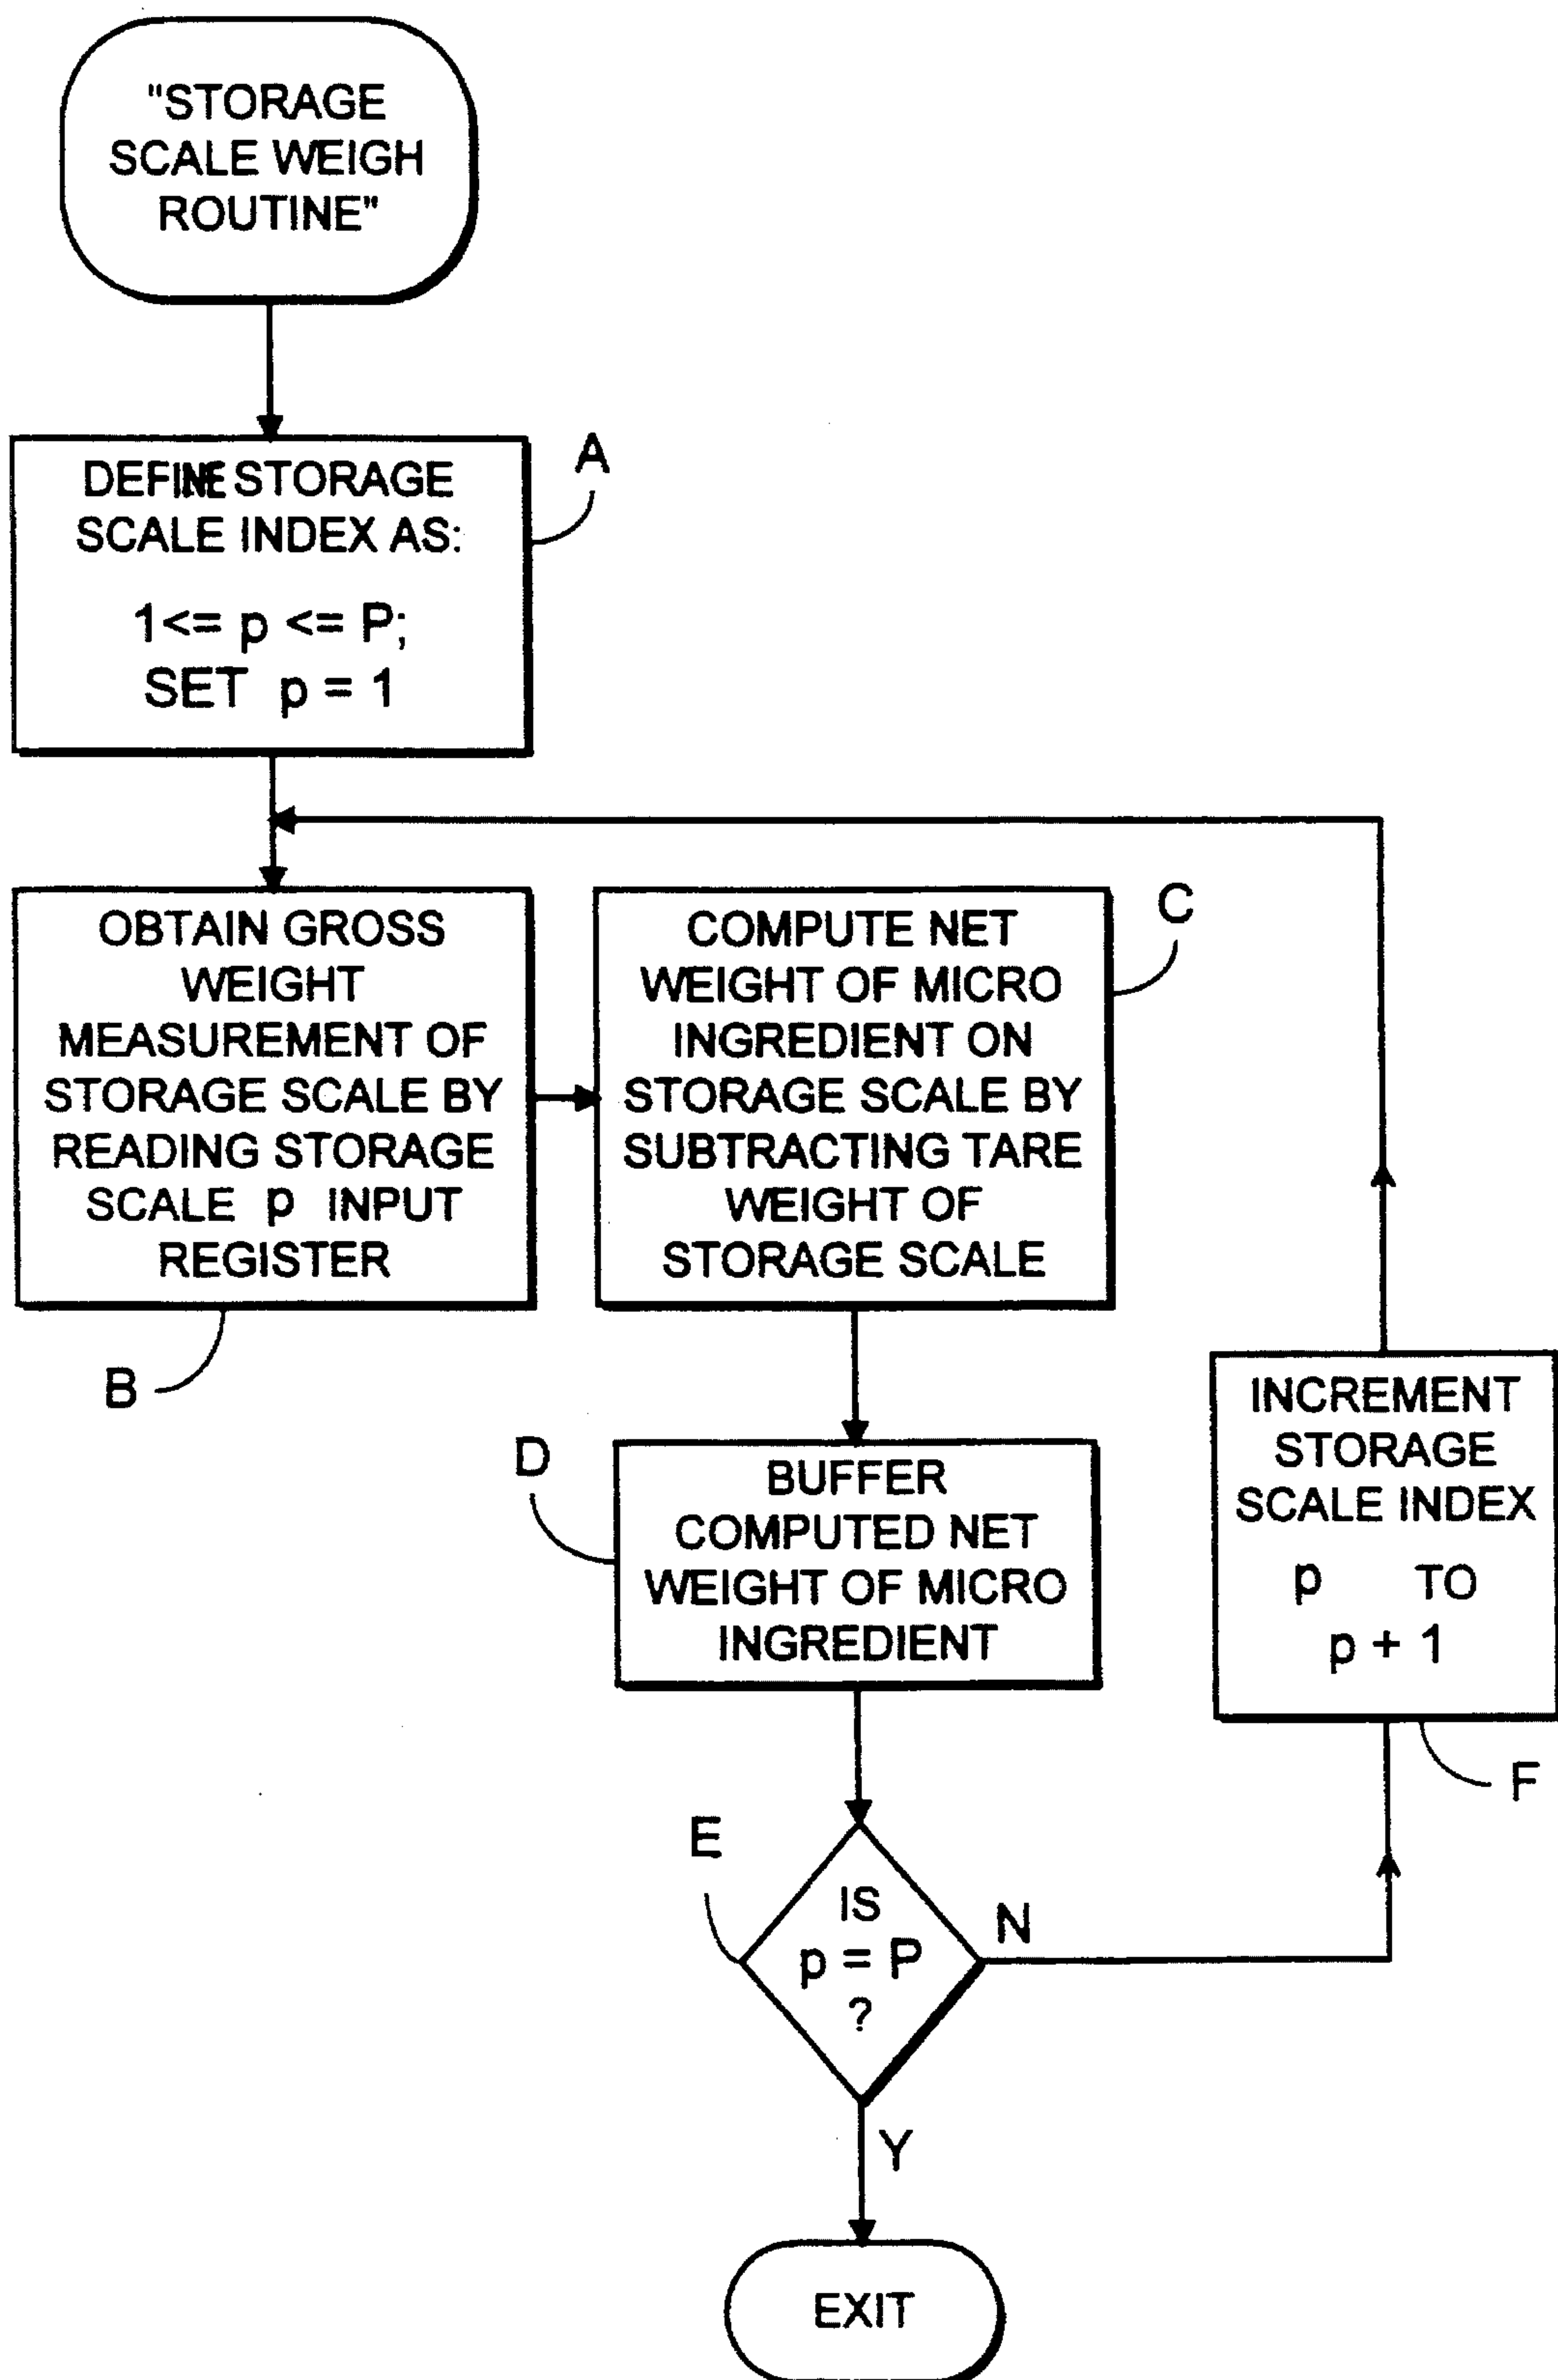 "STORAGE
SCALE WEIGH
ROUTINE"
DEFINE STORAGE
SCALE INDEX AS:
1<= p <= P;
SET p = 1
A
OBTAIN GROSS
WEIGHT
MEASUREMENT OF
STORAGE SCALE BY
READING STORAGE
SCALE p INPUT
REGISTER
B
COMPUTE NET
WEIGHT OF MICRO
INGREDIENT ON
STORAGE SCALE BY
SUBTRACTING TARE
WEIGHT OF
STORAGE SCALE
C
BUFFER
COMPUTED NET
WEIGHT OF MICRO
INGREDIENT
D
IS
p = P
?
E
N
Y
INCREMENT
STORAGE
SCALE INDEX
p TO
p + 1
F
EXIT